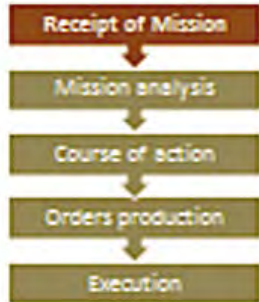 Receipt of Mission
Mission analysis
Course of action
Orders production
Execution